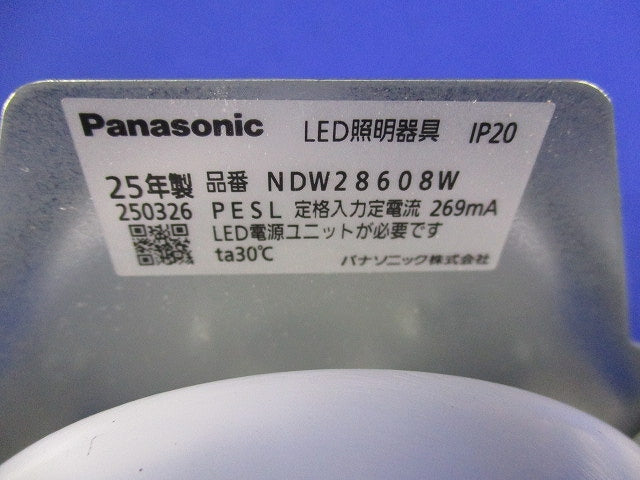 Panasonic LED照明器具 IP20
25年製 品番 NDW28608W
250326 PESL 定格入力定電流 269mA
LED電源ユニットが必要です
ta30℃ パナソニック株式会社